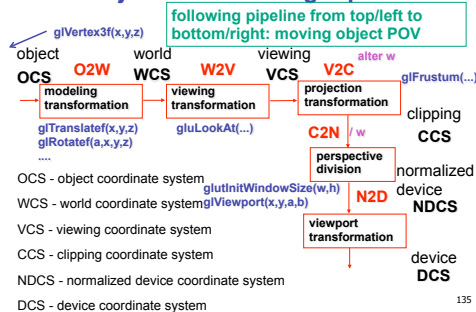 following pipeline from top/left to
bottom/right: moving object POV
glVertex3f(x,y,z)
object
OCS
O2W
world
WCS
W2V
viewing
VCS
V2C
alter w
glFrustum(...)
modeling
transformation
viewing
transformation
projection
transformation
glTranslatef(x,y,z)
glRotatef(a,x,y,z)
....
gluLookAt(...)
C2N
/ w
clipping
CCS
perspective
division
normalized
device
NDCS
glutInitWindowSize(w,h)
glViewport(x,y,a,b)
N2D
viewport
transformation
device
DCS
OCS - object coordinate system
WCS - world coordinate system
VCS - viewing coordinate system
CCS - clipping coordinate system
NDCS - normalized device coordinate system
DCS - device coordinate system
135